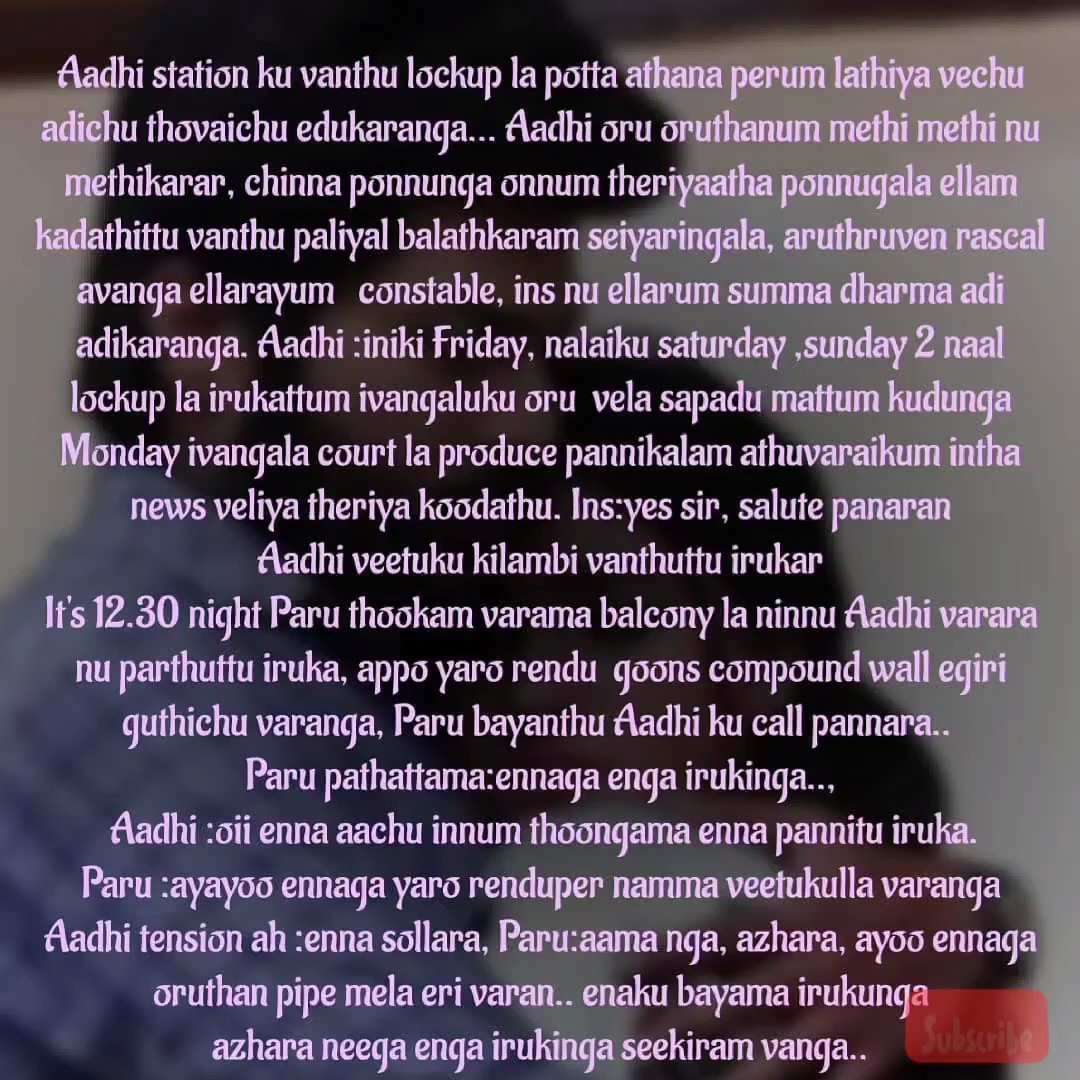 Aadhi station ku vanthu lockup la potta athana perum lathiya vechu
adichu thovaichu edukaranga... Aadhi oru oruthanum methi methi nu
methikarar, chinna ponnunga onnum theriyaatha ponnugala ellam
kadathittu vanthu paliyal balathkaram seiyaringala, aruthruven rascal
avanga ellarayum constable, ins nu ellarum summa dharma adi
adikaranga. Aadhi :iniki Friday, nalaiku saturday ,sunday 2 naal
lockup la irukattum ivangaluku oru vela sapadu mattum kudunga
Monday ivangala court la produce pannikalam athuvaraikum intha
news veliya theriya koodathu. Ins:yes sir, salute panaran
Aadhi veetuku kilambi vanthuttu irukar
It's 12.30 night Paru thookam varama balcony la ninnu Aadhi varara
nu parthuttu iruka, appo yaro rendu goons compound wall egiri
guthichu varanga, Paru bayanthu Aadhi ku call pannara..
Paru pathattama:ennaga enga irukinga..,
Aadhi :oii enna aachu innum thoongama enna pannitu iruka.
Paru :ayayoo ennaga yaro renduper namma veetukulla varanga
Aadhi tension ah :enna sollara, Paru:aama nga, azhara, ayoo ennaga
oruthan pipe mela eri varan.. enaku bayama irukunga
azhara neega enga irukinga seekiram vanga..
Subscribe